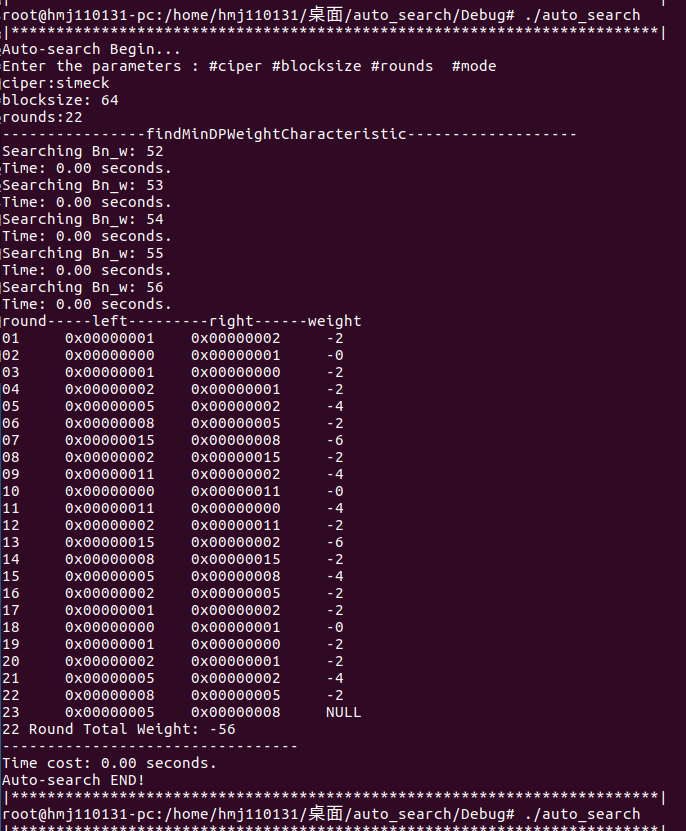 root@hmj110131-pc:/home/hmj110131/桌面/auto_search/Debug# ./auto_search
|*************************************************************************|
Auto-search Begin...
Enter the parameters : #ciper #blocksize #rounds  #mode
ciper:simeck
blocksize: 64
rounds:22
----------------findMinDPWeightCharacteristic-------------------
Searching Bn_w: 52
Time: 0.00 seconds.
Searching Bn_w: 53
Time: 0.00 seconds.
Searching Bn_w: 54
Time: 0.00 seconds.
Searching Bn_w: 55
Time: 0.00 seconds.
Searching Bn_w: 56
Time: 0.00 seconds.
round-----left---------right------weight
01     0x00000001    0x00000002     -2
02     0x00000000    0x00000001     -0
03     0x00000001    0x00000000     -2
04     0x00000002    0x00000001     -2
05     0x00000005    0x00000002     -4
06     0x00000008    0x00000005     -2
07     0x00000015    0x00000008     -6
08     0x00000002    0x00000015     -2
09     0x00000011    0x00000002     -4
10     0x00000000    0x00000011     -0
11     0x00000011    0x00000000     -4
12     0x00000002    0x00000011     -2
13     0x00000015    0x00000002     -6
14     0x00000008    0x00000015     -2
15     0x00000005    0x00000008     -4
16     0x00000002    0x00000005     -2
17     0x00000001    0x00000002     -2
18     0x00000000    0x00000001     -0
19     0x00000001    0x00000000     -2
20     0x00000002    0x00000001     -2
21     0x00000005    0x00000002     -4
22     0x00000008    0x00000005     -2
23     0x00000005    0x00000008     NULL
22 Round Total Weight: -56
---------------------------------
Time cost: 0.00 seconds.
Auto-search END!
|*************************************************************************|
root@hmj110131-pc:/home/hmj110131/桌面/auto_search/Debug# ./auto_search
|*************************************************************************|